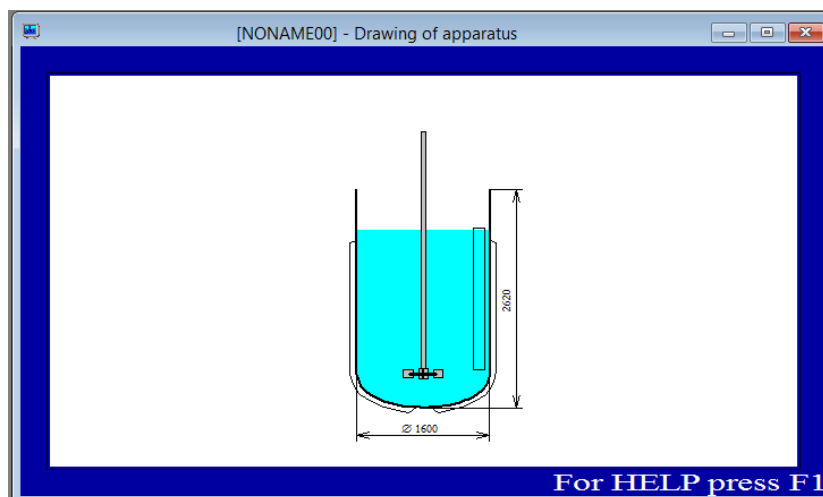 [NONAME00] - Drawing of apparatus
2620
∅ 1600
For HELP press F1